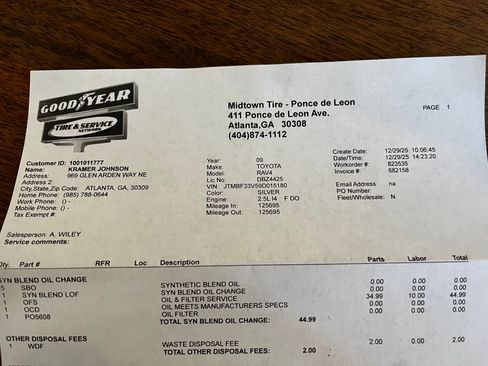 GOODYEAR
TIRE & SERVICE
NETWORK
Midtown Tire - Ponce de Leon
411 Ponce de Leon Ave.
Atlanta,GA 30308
(404)874-1112
PAGE 1
Customer ID: 1001011777
Name: KRAMER JOHNSON
Address: 969 GLEN ARDEN WAY NE
Address 2:
City,State,Zip Code: ATLANTA, GA, 30309
Home Phone: (985) 788-0644
Work Phone: () -
Mobile Phone: () -
Tax Exempt #:
Year: 09
Make: TOYOTA
Model: RAV4
Lic No: DBZ4425
VIN: JTMBF33V59D015180
Color: SILVER
Engine: 2.5L I4 F DO
Mileage In: 125695
Mileage Out: 125695
Create Date: 12/29/25 10:06:45
Date/Time: 12/29/25 14:23:20
Workorder #: 823535
Invoice #: 682158
Email Address: na
PO Number:
Fleet/Wholesale: N
Salesperson: A. WILEY
Service comments:
Qty. Part # RFR Loc Description Parts Labor Total
SYN BLEND OIL CHANGE
5 SBO SYNTHETIC BLEND OIL 0.00 0.00 0.00
1 SYN BLEND LOF SYN BLEND OIL CHANGE 0.00 0.00 0.00
1 OFS OIL & FILTER SERVICE 34.99 10.00 44.99
1 OCD OIL MEETS MANUFACTURERS SPECS 0.00 0.00 0.00
1 PO5608 OIL FILTER 0.00 0.00 0.00
TOTAL SYN BLEND OIL CHANGE: 44.99
OTHER DISPOSAL FEES
1 WDF WASTE DISPOSAL FEE 2.00 0.00 2.00
TOTAL OTHER DISPOSAL FEES: 2.00